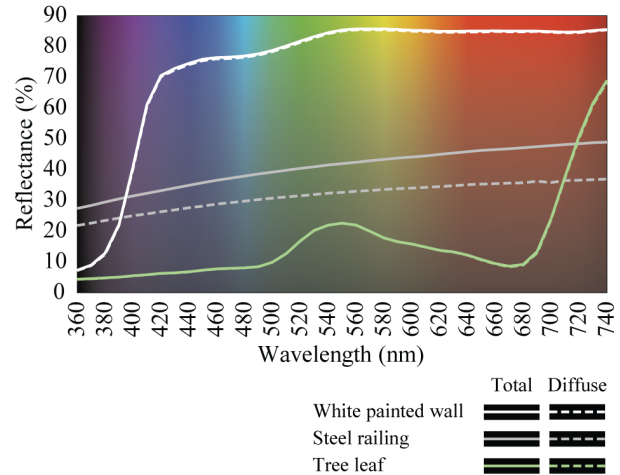 90
80
70
60
50
40
30
20
10
0
Reflectance (%)
360 380 400 420 440 460 480 500 520 540 560 580 600 620 640 660 680 700 720 740
Wavelength (nm)
Total Diffuse
White painted wall
Steel railing
Tree leaf